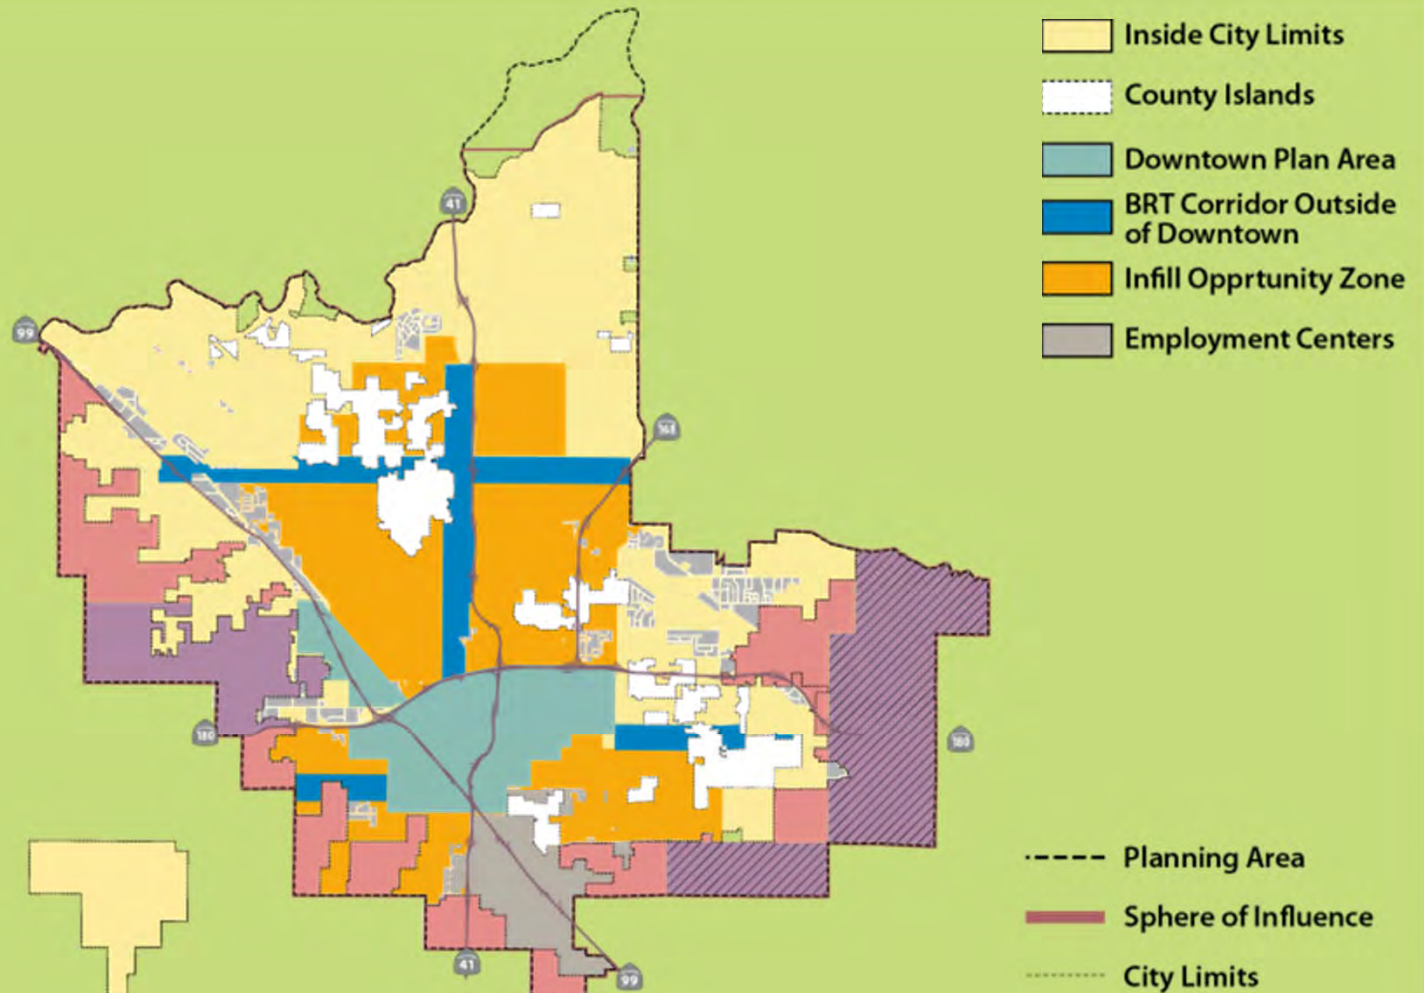 Inside City Limits
County Islands
Downtown Plan Area
BRT Corridor Outside
of Downtown
Infill Opprtunity Zone
Employment Centers
41
99
168
180
180
Planning Area
Sphere of Influence
41
99
City Limits